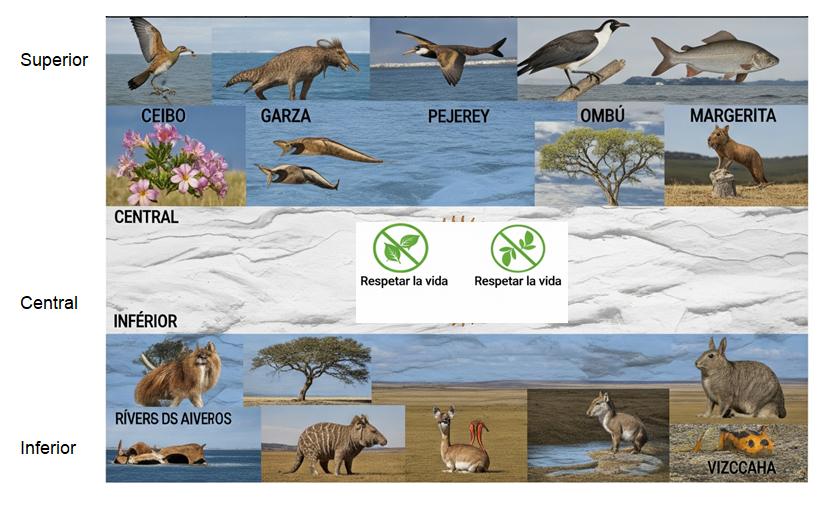 Superior
CEIBO GARZA PEJEREY OMBÚ MARGERITA
CENTRAL
Respetar la vida Respetar la vida
Central
INFÉRIOR
RÍVERS DS AIVEROS
Inferior
VIZCCAHA